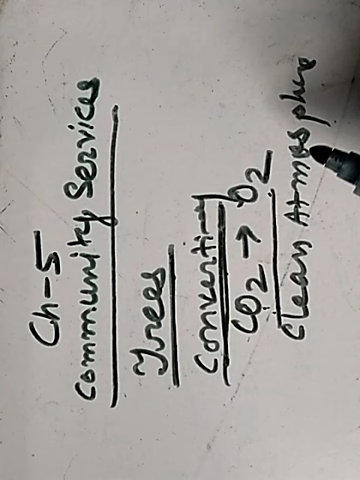 Ch-5
Community Services
Trees
Converting
CO2 → O2
Clean Atmosphere